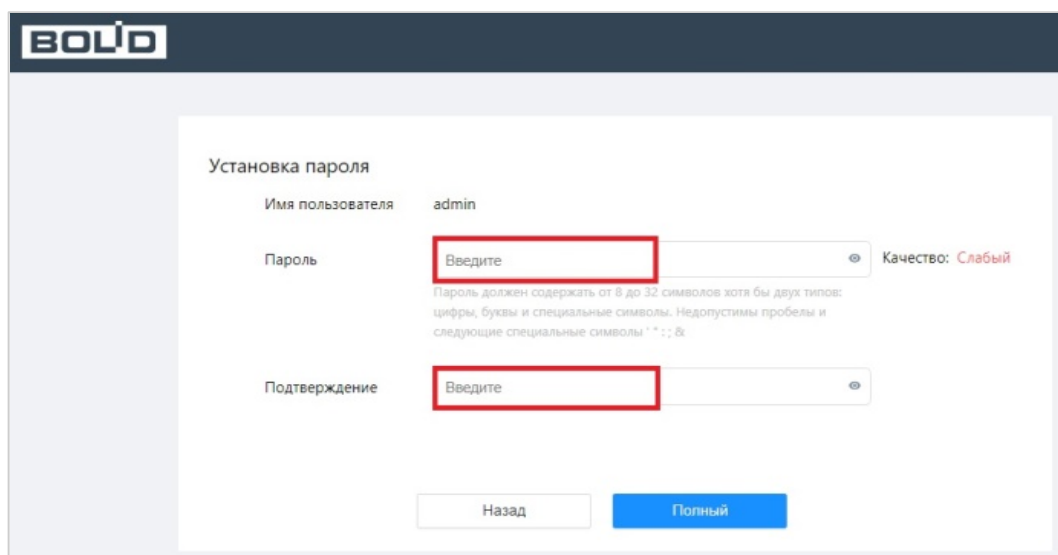 BOLID
Установка пароля
Имя пользователя admin
Пароль Введите Качество: Слабый
Пароль должен содержать от 8 до 32 символов хотя бы двух типов:
цифры, буквы и специальные символы. Недопустимы пробелы и
следующие специальные символы ' " : ; &
Подтверждение Введите
Назад Полный